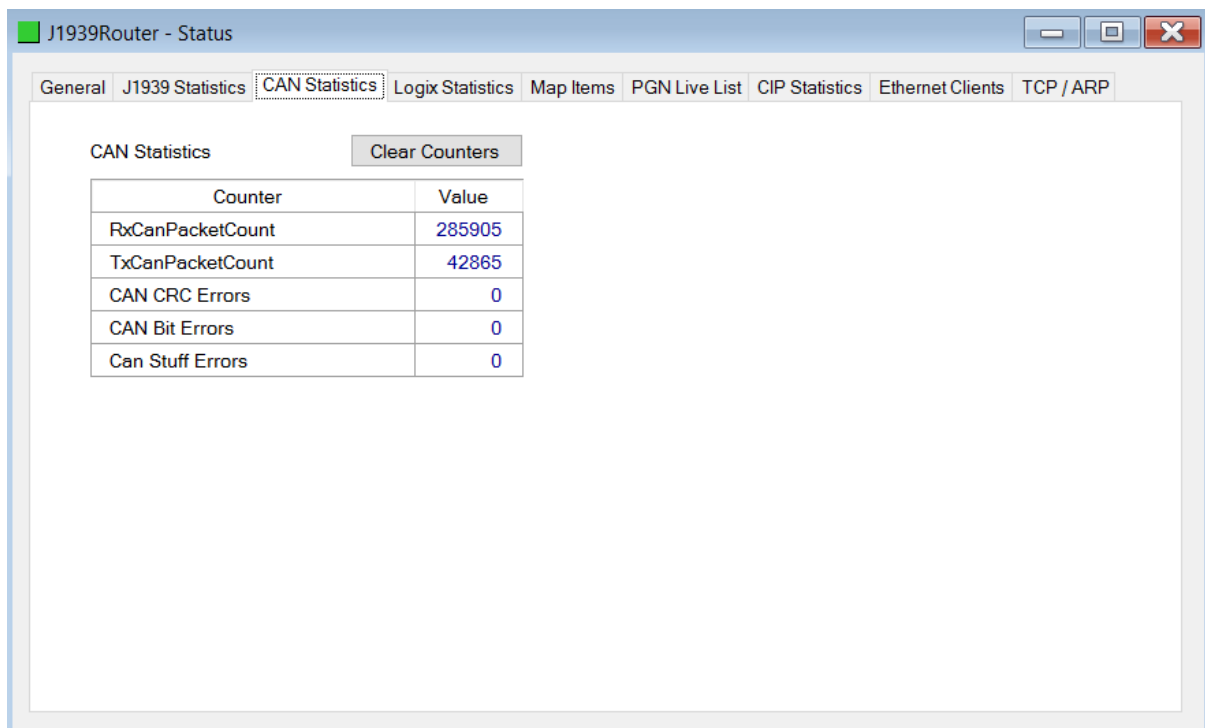 J1939Router - Status
General J1939 Statistics CAN Statistics Logix Statistics Map Items PGN Live List CIP Statistics Ethernet Clients TCP / ARP
CAN Statistics Clear Counters
Counter Value
RxCanPacketCount 285905
TxCanPacketCount 42865
CAN CRC Errors 0
CAN Bit Errors 0
Can Stuff Errors 0